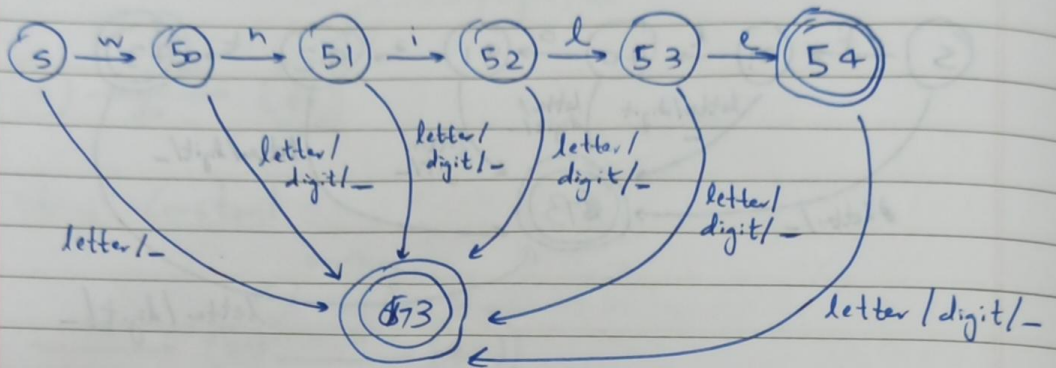 S w 50 h 51 i 52 l 53 e 54
letter/ digit/_
letter/ digit/_
letter/ digit/_
letter/ digit/_
letter/_
73
letter/digit/_